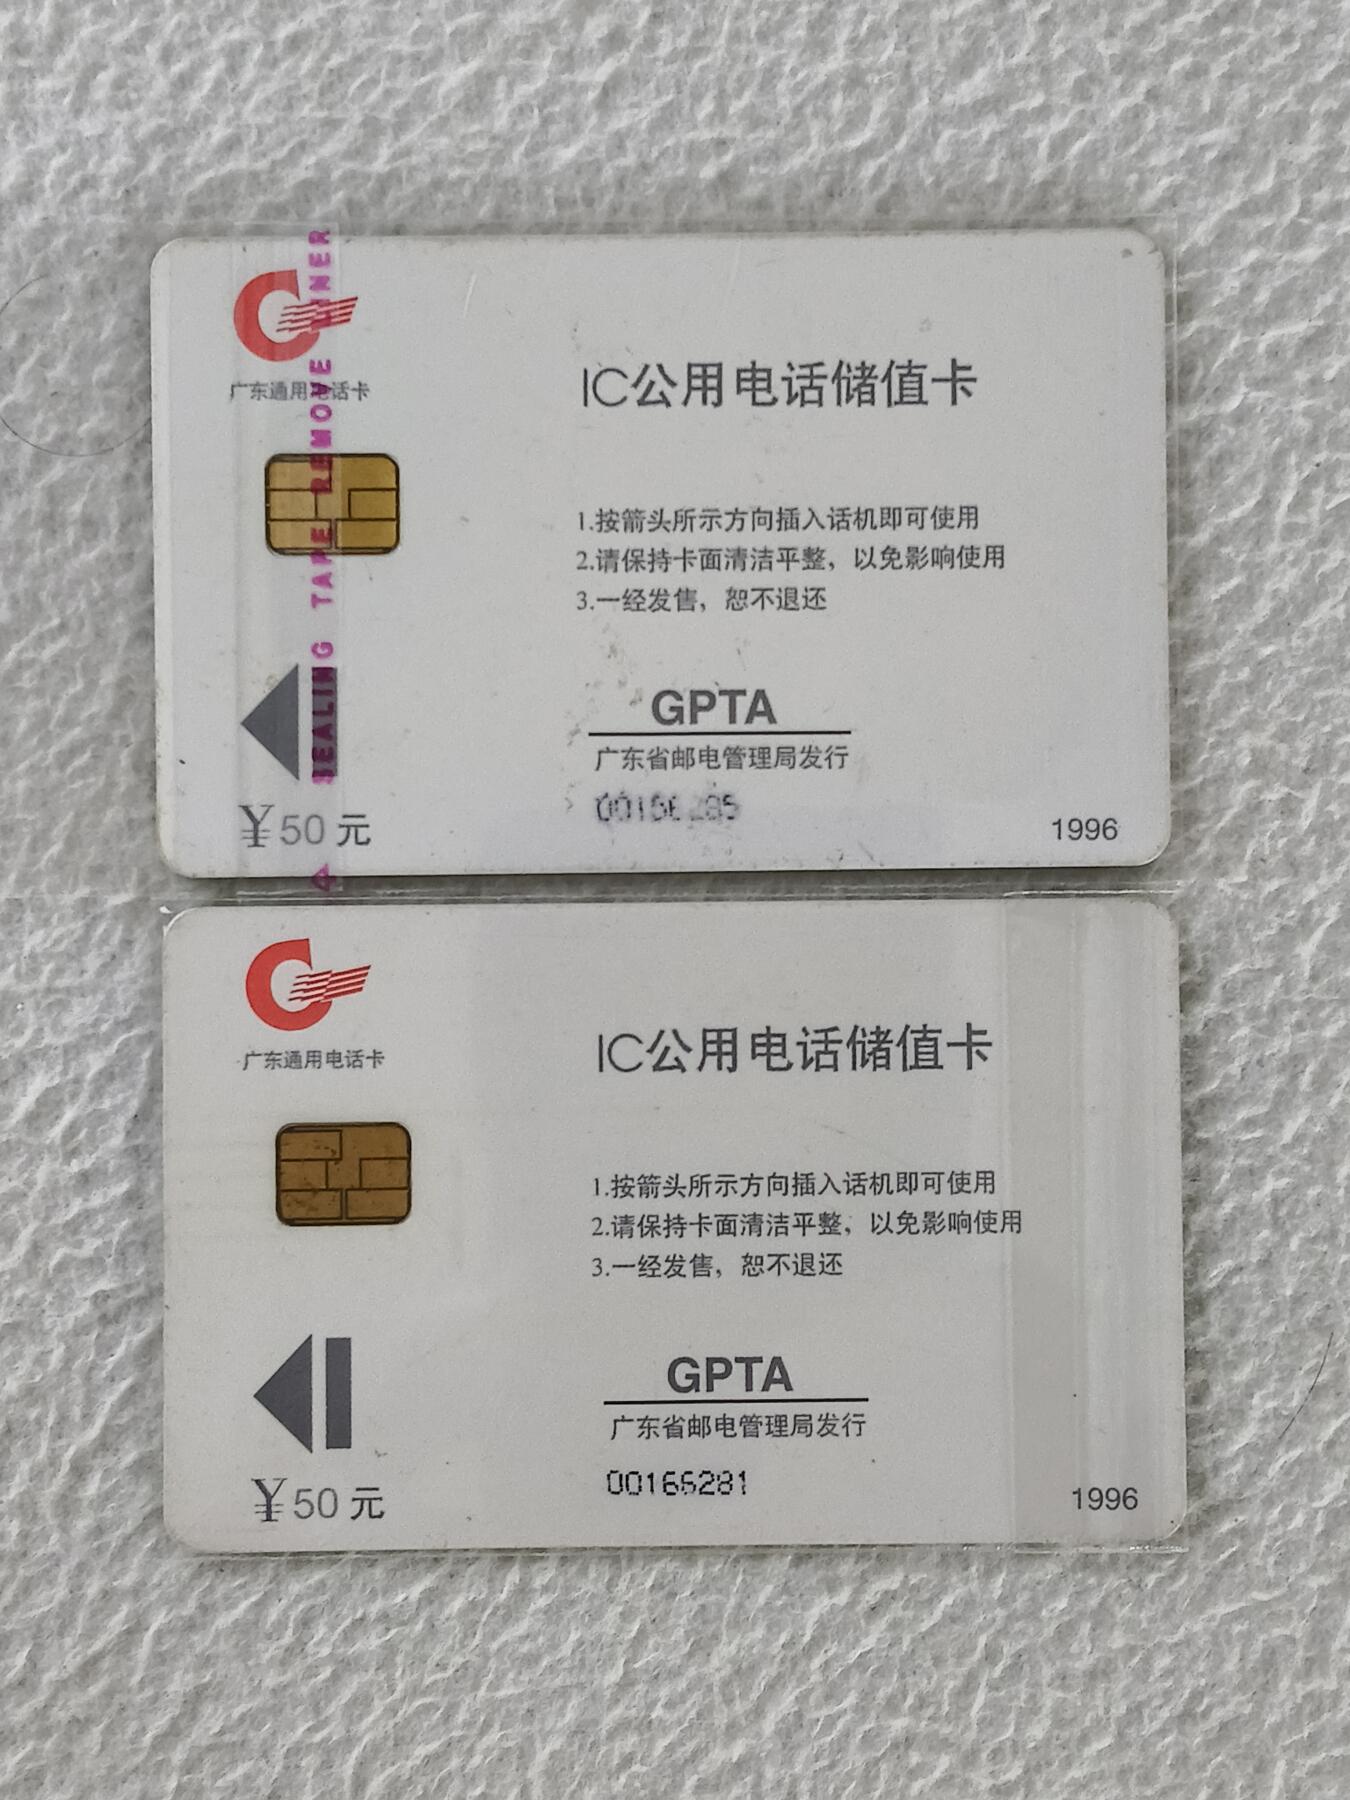 SEALING TAPE REMOVE
广东通用电话卡
IC公用电话储值卡
1.按箭头所示方向插入话机即可使用
2.请保持卡面清洁平整，以免影响使用
3.一经发售，恕不退还
GPTA
广东省邮电管理局发行
¥50元
1996
广东通用电话卡
IC公用电话储值卡
1.按箭头所示方向插入话机即可使用
2.请保持卡面清洁平整，以免影响使用
3.一经发售，恕不退还
GPTA
广东省邮电管理局发行
00166281
¥50元
1996